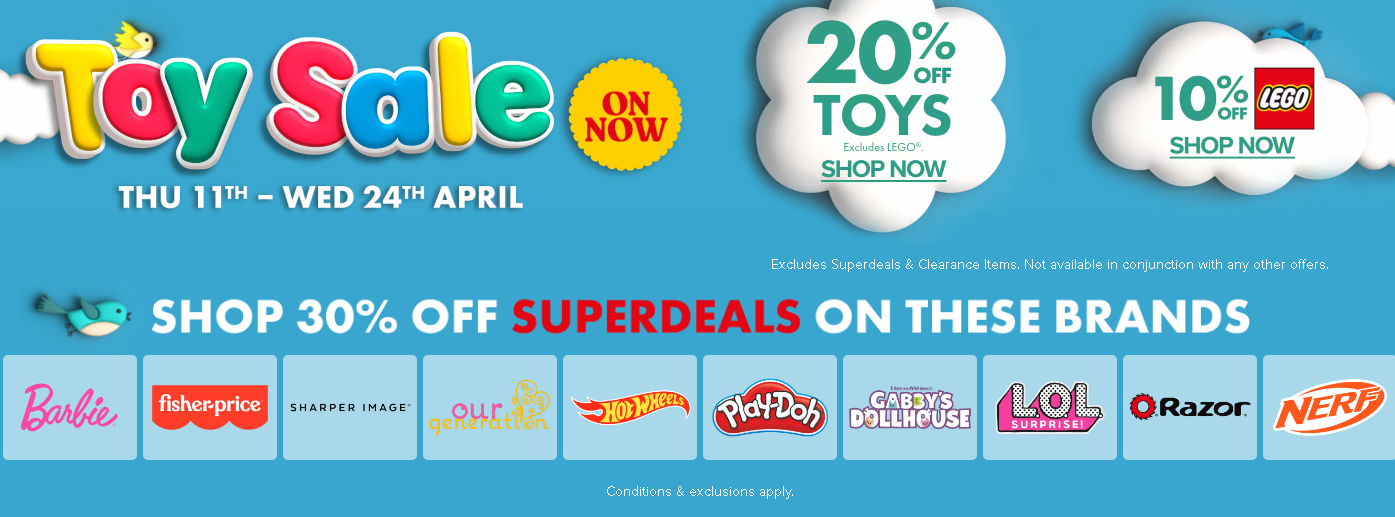 Toy Sale
ON NOW
THU 11TH – WED 24TH APRIL
20% OFF
TOYS
Excludes LEGO®.
SHOP NOW
10% OFF LEGO
SHOP NOW
Excludes Superdeals & Clearance Items. Not available in conjunction with any other offers.
SHOP 30% OFF SUPERDEALS ON THESE BRANDS
Barbie
fisher-price
SHARPER IMAGE®
our generation
HOT WHEELS
Play-Doh
DREAMWORKS
GABBY'S DOLLHOUSE
L.O.L. SURPRISE!
Razor
NERF
Conditions & exclusions apply.